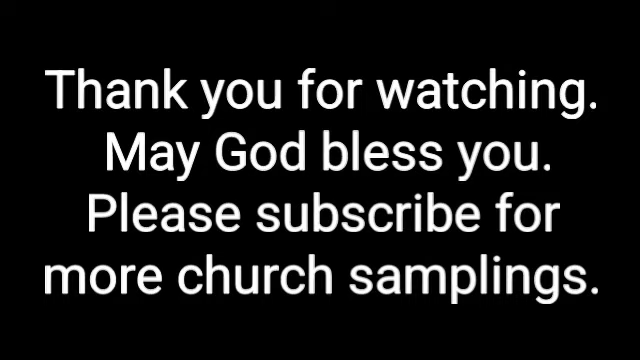 Thank you for watching.
May God bless you.
Please subscribe for
more church samplings.